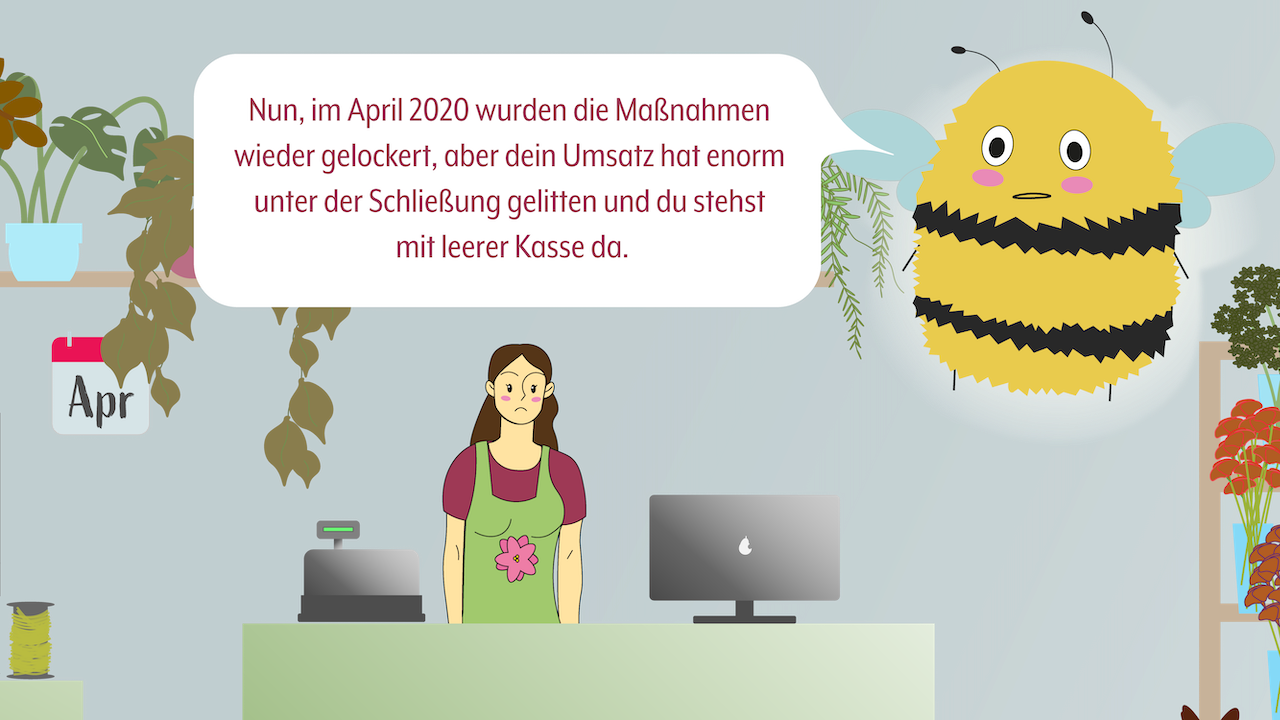 Nun, im April 2020 wurden die Maßnahmen
wieder gelockert, aber dein Umsatz hat enorm
unter der Schließung gelitten und du stehst
mit leerer Kasse da.
Apr